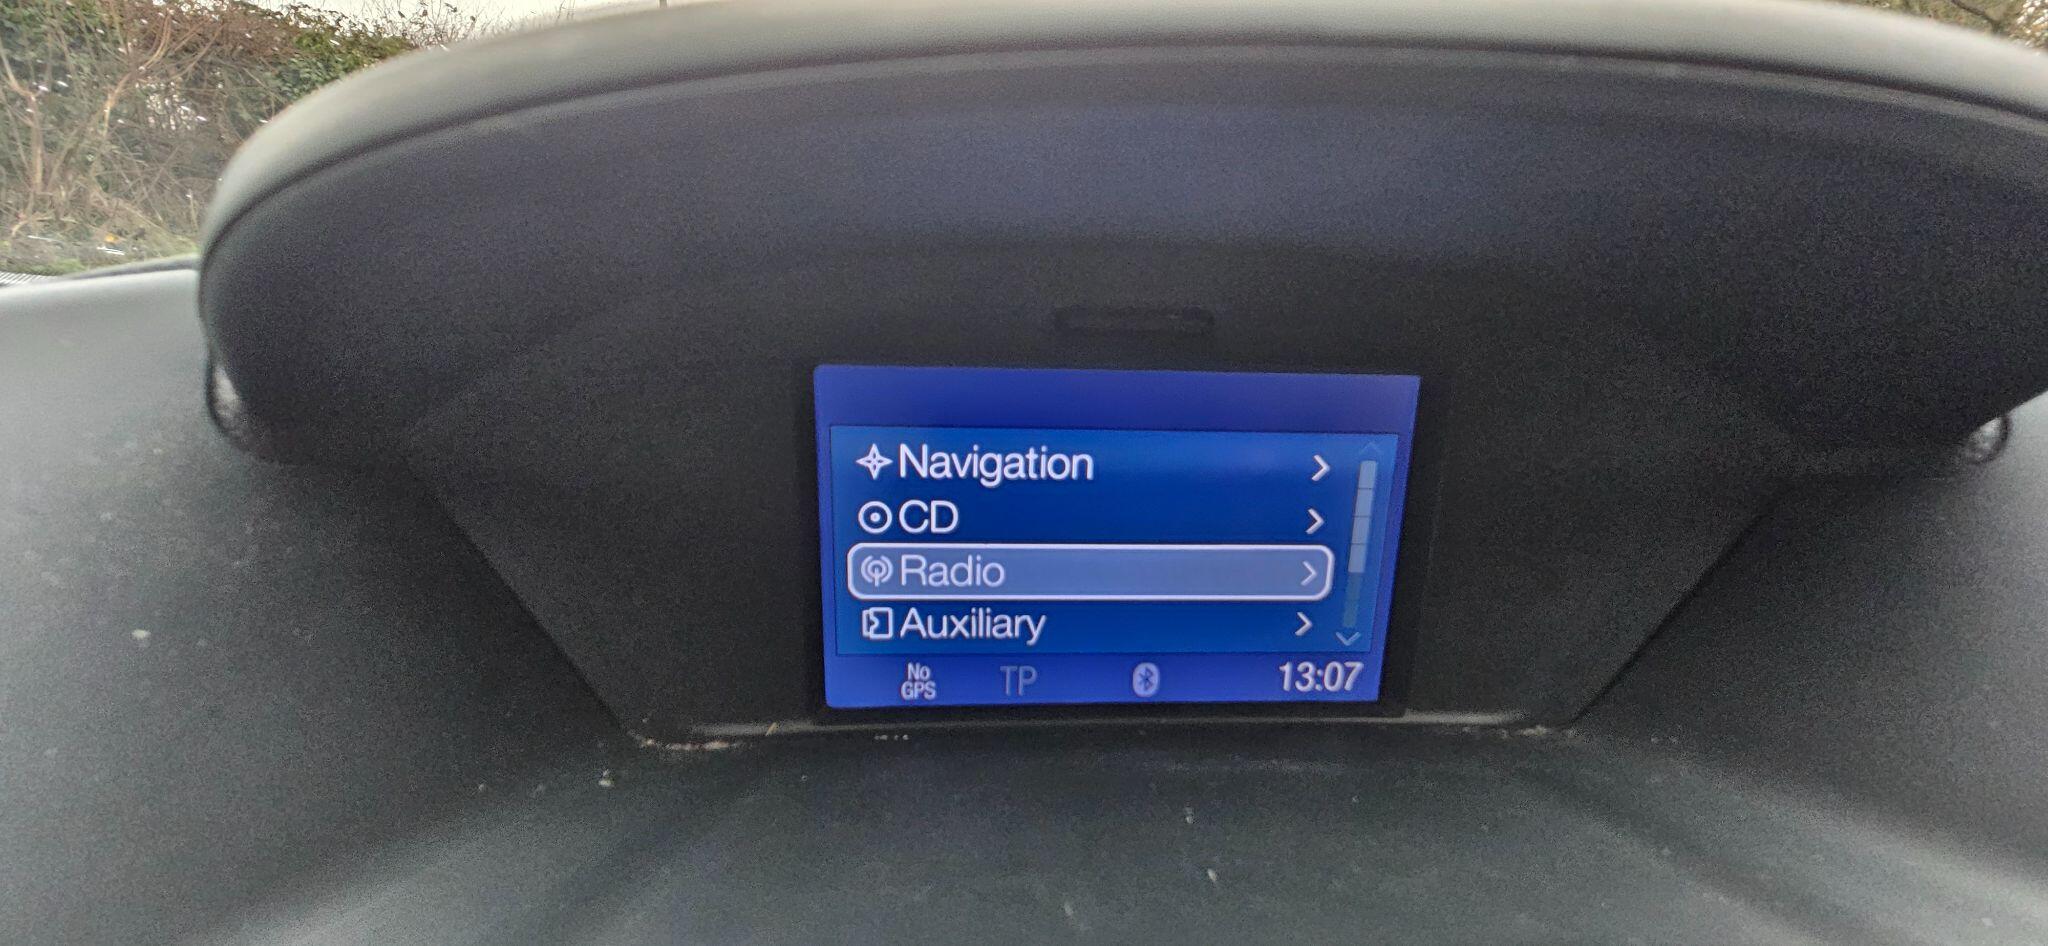 Navigation
CD
Radio
Auxiliary
No
GPS
TP
13:07